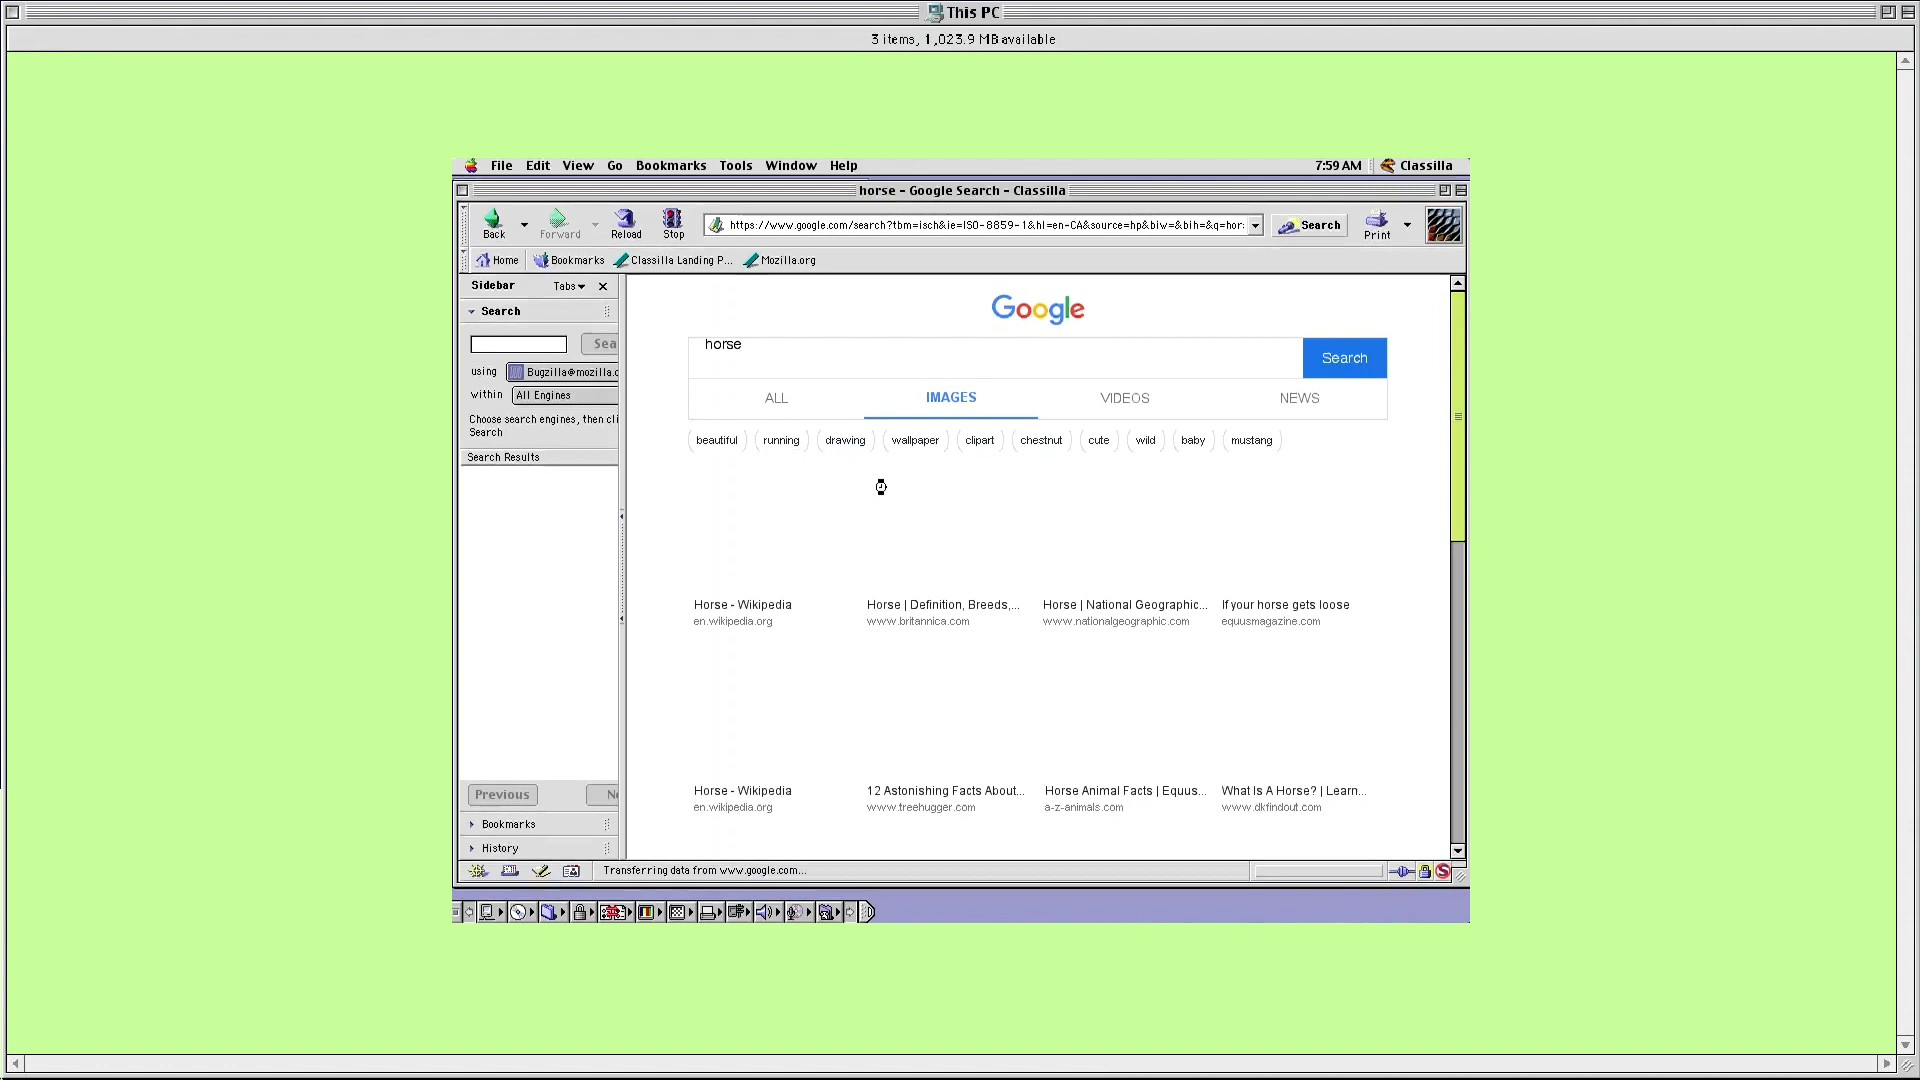 This PC
3 items, 1,023.9 MB available
File Edit View Go Bookmarks Tools Window Help 7:59 AM Classilla
horse - Google Search - Classilla
Back Forward Reload Stop https://www.google.com/search?tbm=isch&ie=ISO-8859-1&hl=en-CA&source=hp&biw=&bih=&q=hor: Search Print
Home Bookmarks Classilla Landing P... Mozilla.org
Sidebar Tabs
Search
Sea
using Bugzilla@mozilla.c
within All Engines
Choose search engines, then cli
Search
Search Results
Previous Ne
Bookmarks
History
Google
horse Search
ALL IMAGES VIDEOS NEWS
beautiful running drawing wallpaper clipart chestnut cute wild baby mustang
Horse - Wikipedia Horse | Definition, Breeds,... Horse | National Geographic... If your horse gets loose
en.wikipedia.org www.britannica.com www.nationalgeographic.com equusmagazine.com
Horse - Wikipedia 12 Astonishing Facts About... Horse Animal Facts | Equus... What Is A Horse? | Learn...
en.wikipedia.org www.treehugger.com a-z-animals.com www.dkfindout.com
Transferring data from www.google.com...